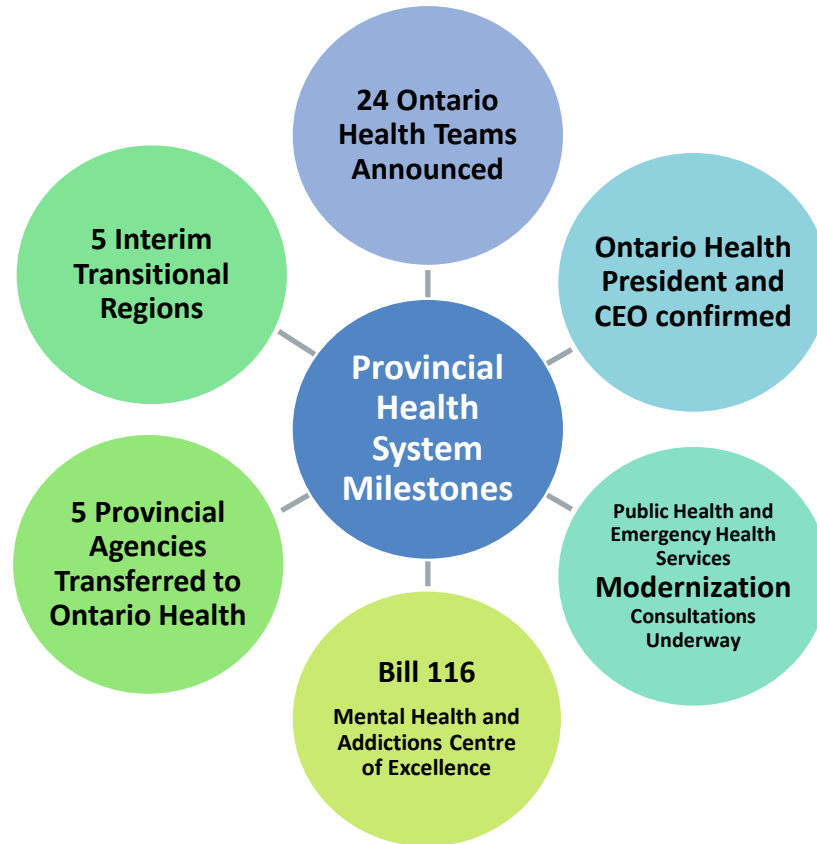 24 Ontario
Health Teams
Announced
Ontario Health
President and
CEO confirmed
Public Health and
Emergency Health
Services
Modernization
Consultations
Underway
Bill 116
Mental Health and
Addictions Centre
of Excellence
5 Provincial
Agencies
Transferred to
Ontario Health
5 Interim
Transitional
Regions
Provincial
Health
System
Milestones